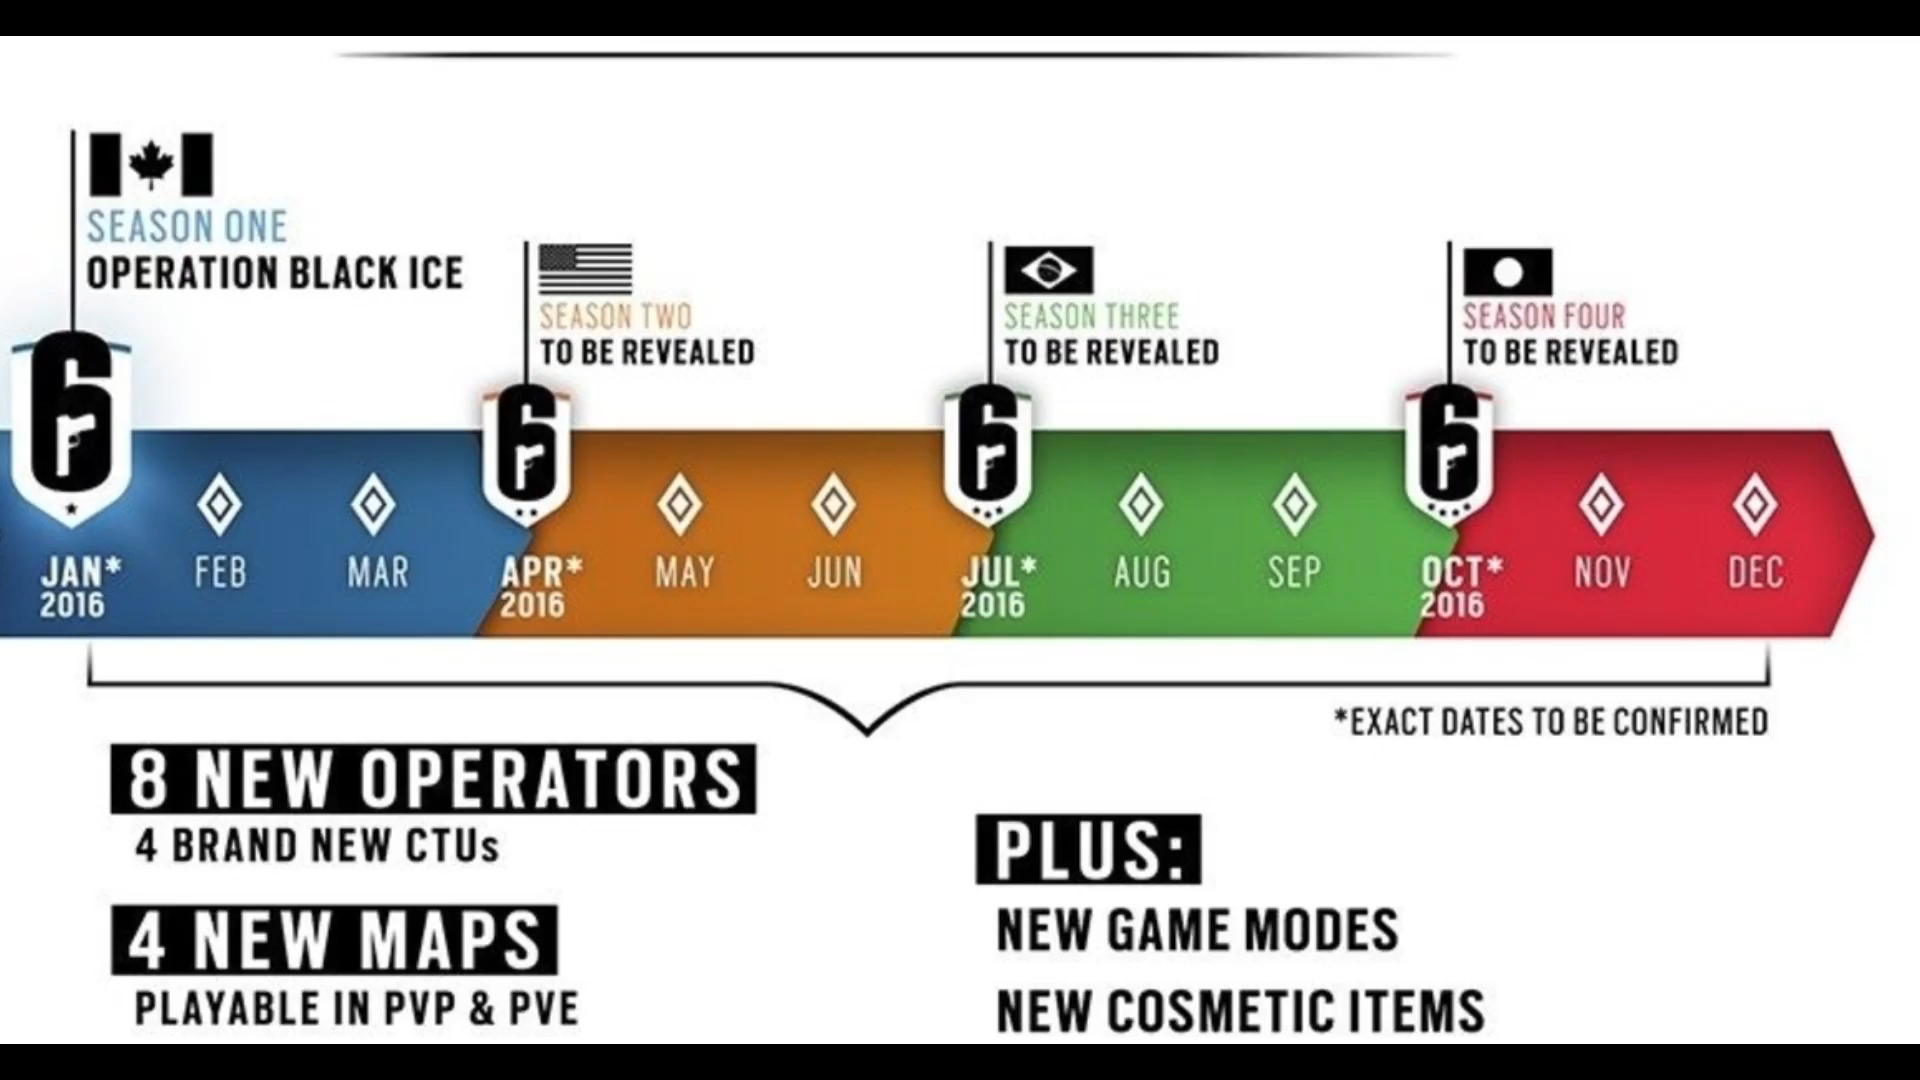 SEASON ONE
OPERATION BLACK ICE
SEASON TWO
TO BE REVEALED
SEASON THREE
TO BE REVEALED
SEASON FOUR
TO BE REVEALED
JAN*
2016
FEB
MAR
APR*
2016
MAY
JUN
JUL*
2016
AUG
SEP
OCT*
2016
NOV
DEC
*EXACT DATES TO BE CONFIRMED
8 NEW OPERATORS
4 BRAND NEW CTUs
4 NEW MAPS
PLAYABLE IN PVP & PVE
PLUS:
NEW GAME MODES
NEW COSMETIC ITEMS